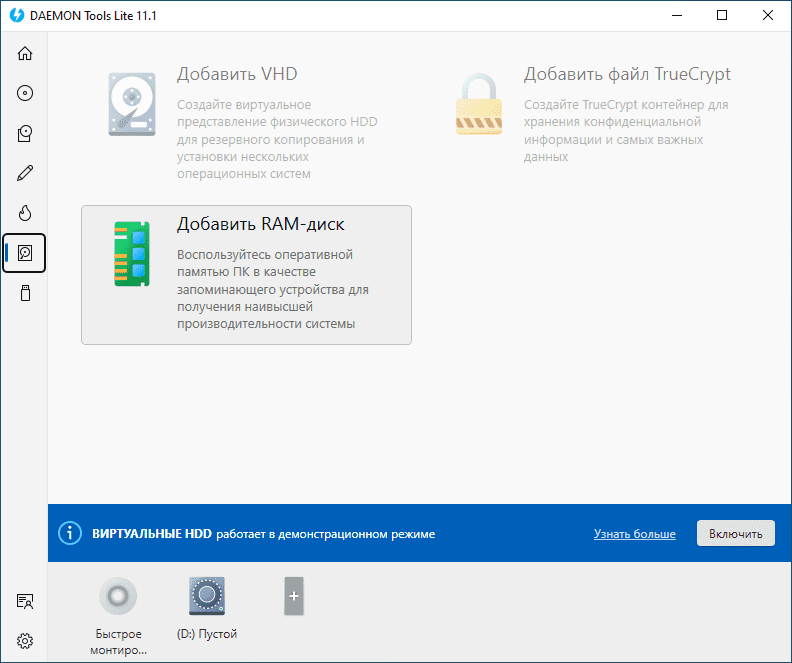 DAEMON Tools Lite 11.1
Добавить VHD
Создайте виртуальное
представление физического HDD
для резервного копирования и
установки нескольких
операционных систем
Добавить файл TrueCrypt
Создайте TrueCrypt контейнер для
хранения конфиденциальной
информации и самых важных
данных
Добавить RAM-диск
Воспользуйтесь оперативной
памятью ПК в качестве
запоминающего устройства для
получения наивысшей
производительности системы
ВИРТУАЛЬНЫЕ HDD работает в демонстрационном режиме
Узнать больше
Включить
Быстрое
монтиро...
(D:) Пустой